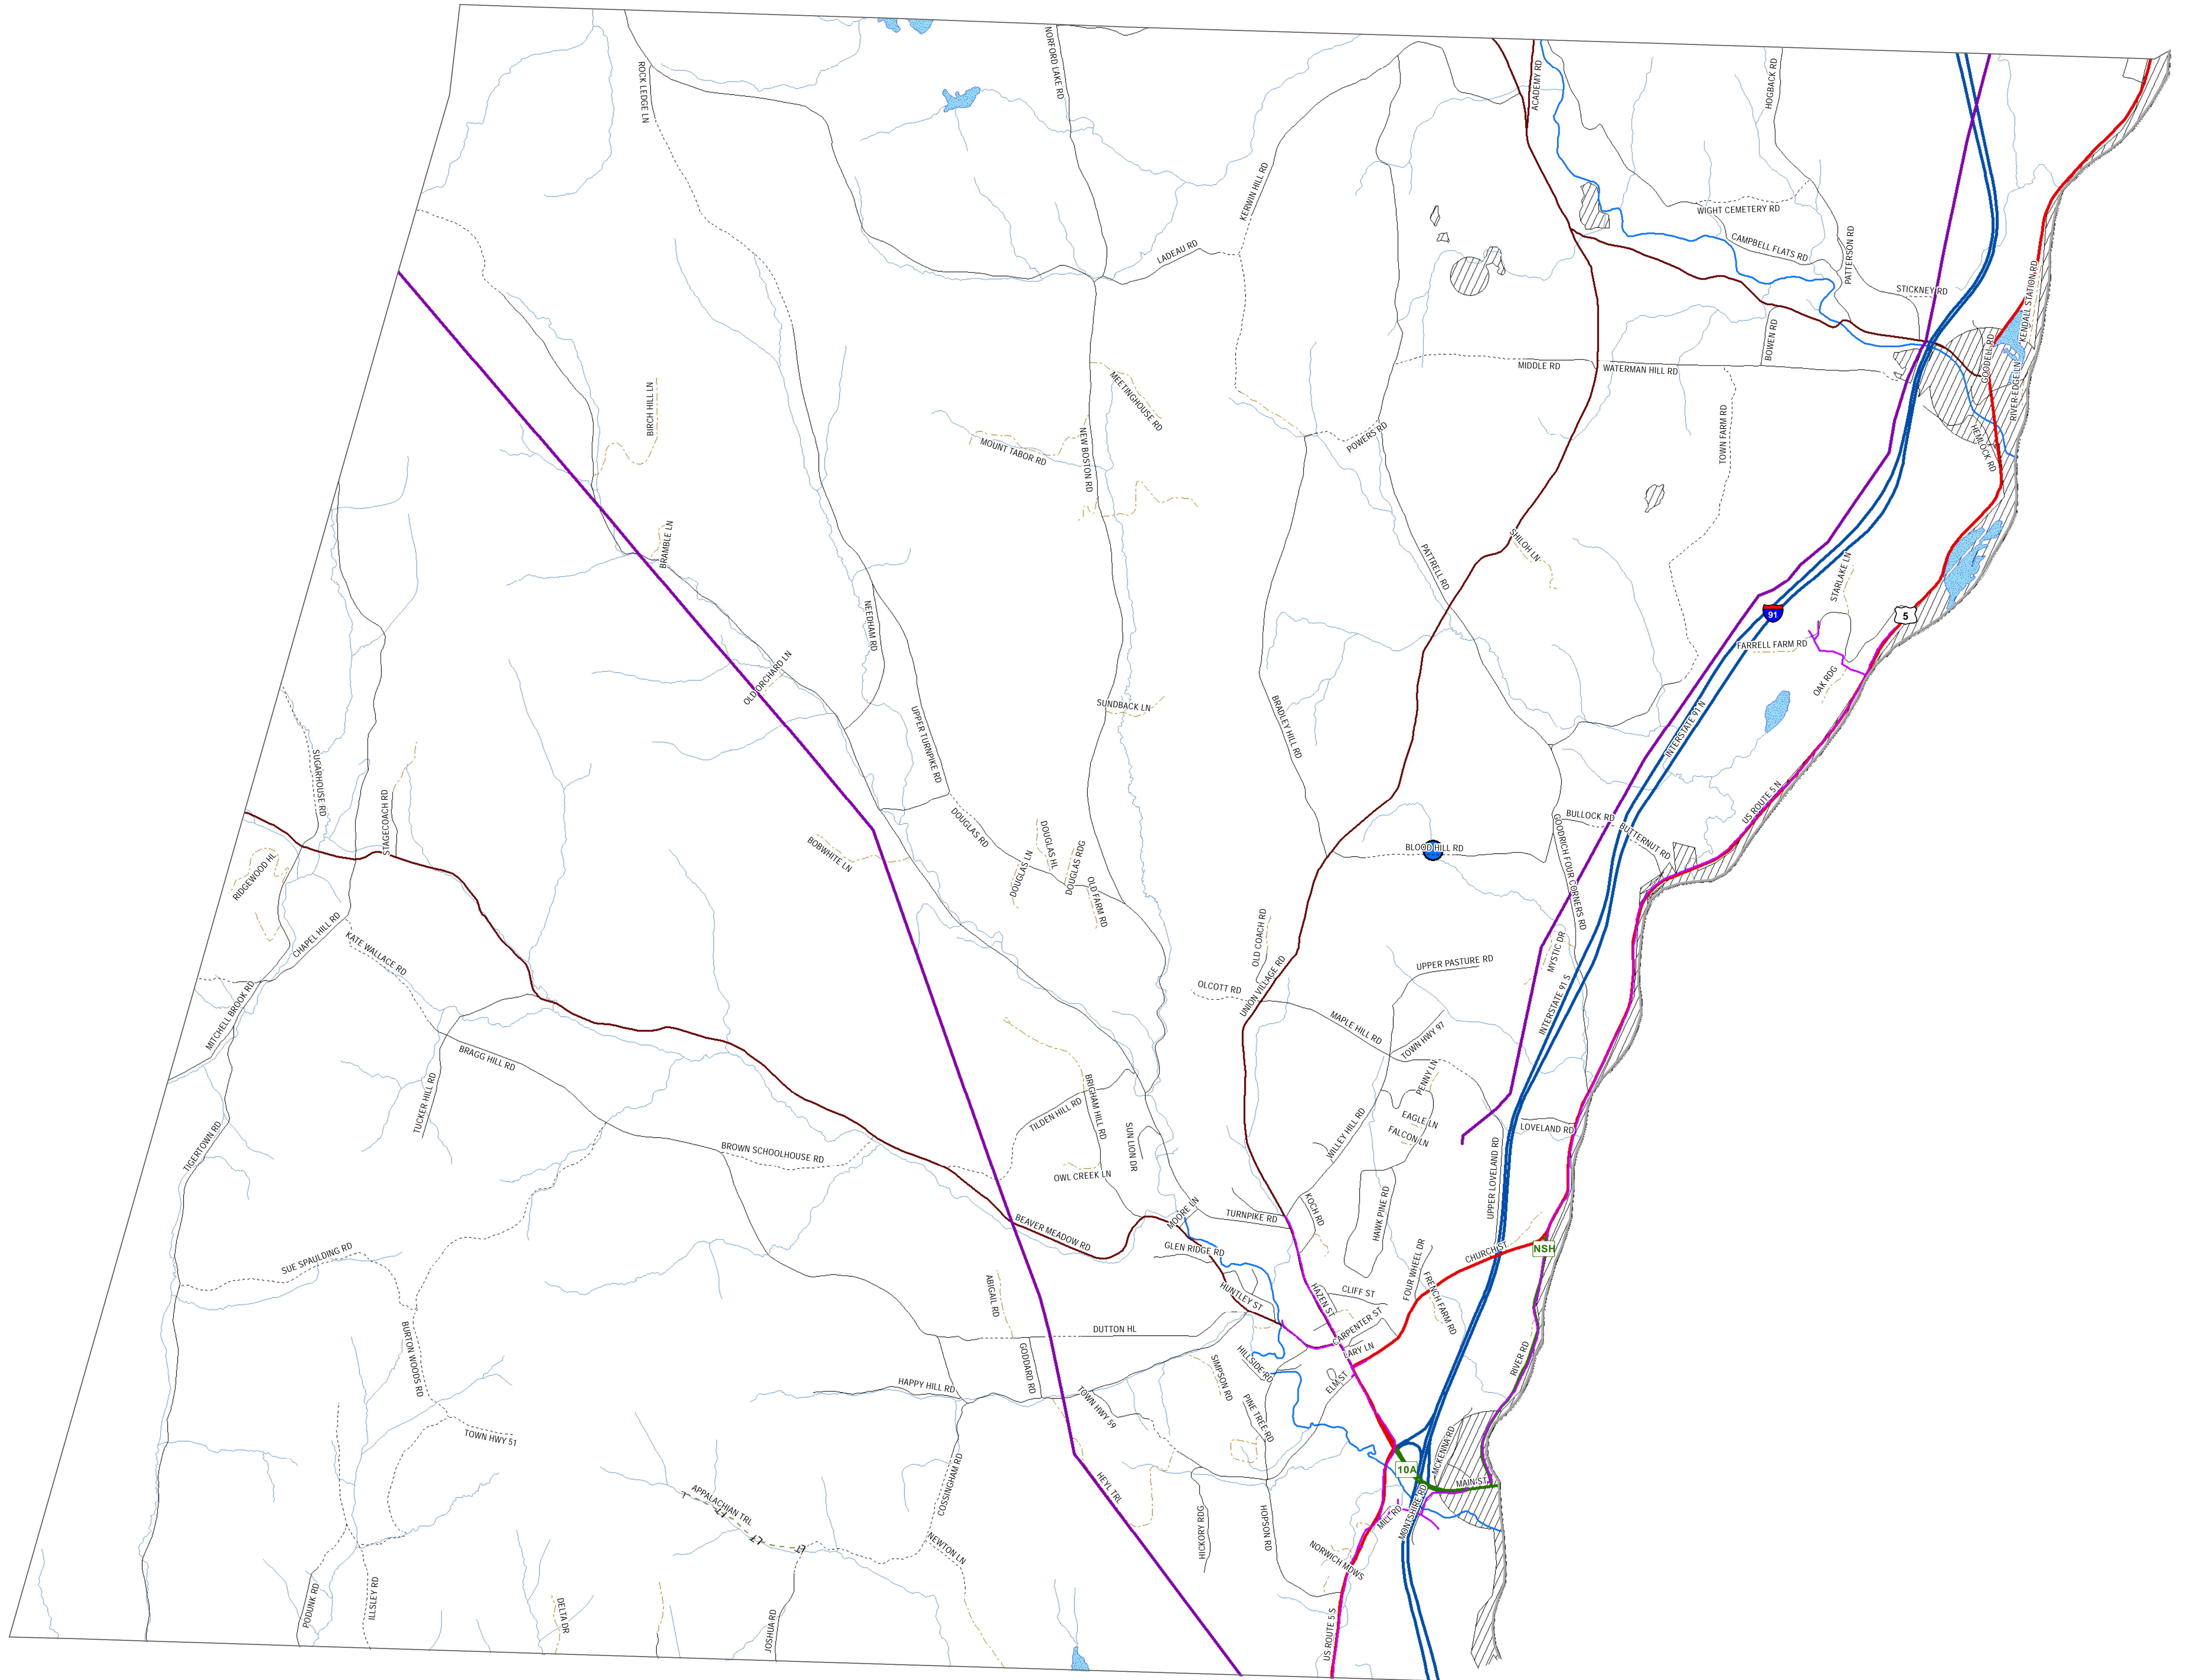 ROCK LEDGE LN
NORFORD LAKE RD
ACADEMY RD
HOGBACK RD
KERWIN HILL RD
WIGHT CEMETERY RD
CAMPBELL FLATS RD
PATTERSON RD
LADEAU RD
STICKNEY RD
KENDALL STATION RD
BOWEN RD
GOODELL RD
MIDDLE RD
WATERMAN HILL RD
RIVER EDGE LN
BIRCH HILL LN
MEETINGHOUSE RD
MOUNT TABOR RD
NEW BOSTON RD
POWERS RD
TOWN FARM RD
HEMLOCK RD
BRAMBLE LN
SHILOH LN
PATTRELL RD
STARLAKE LN
91
5
NEEDHAM RD
FARRELL FARM RD
OLD ORCHARD LN
OAK RDG
SUNDBACK LN
UPPER TURNPIKE RD
BRADLEY HILL RD
INTERSTATE 91 N
SUGARHOUSE RD
US ROUTE 5 N
STAGECOACH RD
DOUGLAS RD
BULLOCK RD
BUTTERNUT RD
DOUGLAS HL
BLOOD HILL RD
BOBWHITE LN
DOUGLAS LN
DOUGLAS RDG
RIDGEWOOD HL
OLD FARM RD
GOODRICH FOUR CORNERS RD
CHAPEL HILL RD
KATE WALLACE RD
OLD COACH RD
MYSTIC DR
UPPER PASTURE RD
UNION VILLAGE RD
OLCOTT RD
INTERSTATE 91 S
MITCHELL BROOK RD
MAPLE HILL RD
TOWN HWY 97
BRAGG HILL RD
PENNY LN
TUCKER HILL RD
BRIGHAM HILL RD
TILDEN HILL RD
EAGLE LN
FALCON LN
LOVELAND RD
TIGERTOWN RD
BROWN SCHOOLHOUSE RD
SUN LION DR
WILLEY HILL RD
OWL CREEK LN
UPPER LOVELAND RD
KOCH RD
HAWK PINE RD
MOORE LN
TURNPIKE RD
BEAVER MEADOW RD
GLEN RIDGE RD
CHURCH ST
NSH
SUE SPAULDING RD
FOUR WHEEL DR
ABIGAIL RD
HUNTLEY ST
HAZEN ST
CLIFF ST
FRENCH FARM RD
BURTON WOODS RD
DUTTON HL
CARPENTER ST
LARY LN
GODDARD RD
SIMPSON RD
HILLSIDE RD
RIVER RD
HAPPY HILL RD
ELM ST
TOWN HWY 59
PINE TREE RD
TOWN HWY 51
MCKENNA RD
10A
MAIN ST
COSSINGHAM RD
HEYL TRL
APPALACHIAN TRL
MONTSHIRE RD
MILL RD
HICKORY RDG
HOPSON RD
NEWTON LN
NORWICH MDWS
PODUNK RD
ILLSLEY RD
DELTA DR
JOSHUA RD
US ROUTE 5 S